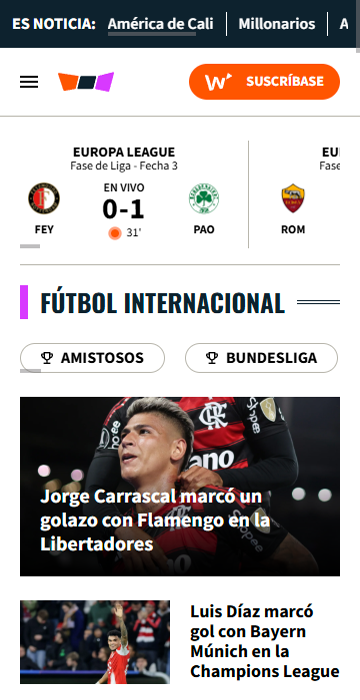 ES NOTICIA: América de Cali Millonarios A
SUSCRÍBASE
EUROPA LEAGUE
Fase de Liga - Fecha 3
EN VIVO
0-1
31'
FEY
PAO
EU
Fase
ROM
FÚTBOL INTERNACIONAL
AMISTOSOS
BUNDESLIGA
Jorge Carrascal marcó un
golazo con Flamengo en la
Libertadores
Luis Díaz marcó
gol con Bayern
Múnich en la
Champions League